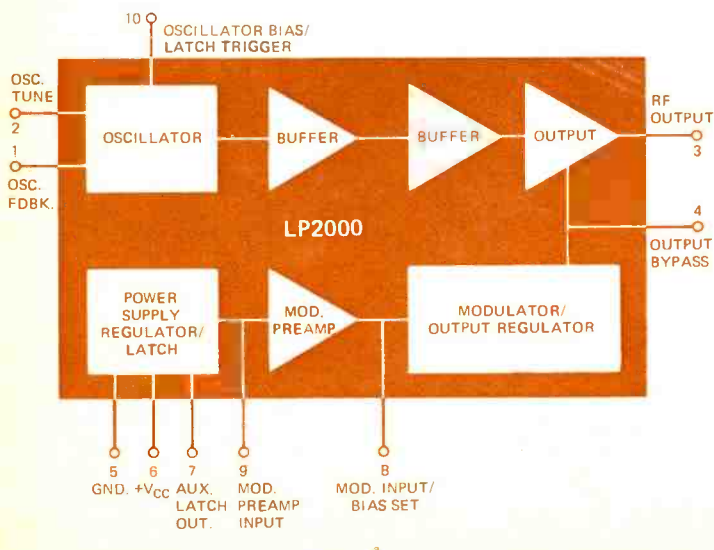 10
OSCILLATOR BIAS/
LATCH TRIGGER
OSC.
TUNE
2
1
OSC.
FDBK.
OSCILLATOR
BUFFER
BUFFER
OUTPUT
RF
OUTPUT
3
4
OUTPUT
BYPASS
LP2000
POWER
SUPPLY
REGULATOR/
LATCH
MOD.
PREAMP
MODULATOR/
OUTPUT REGULATOR
5
GND.
6
+VCC
7
AUX.
LATCH
OUT.
9
MOD.
PREAMP
INPUT
8
MOD. INPUT/
BIAS SET